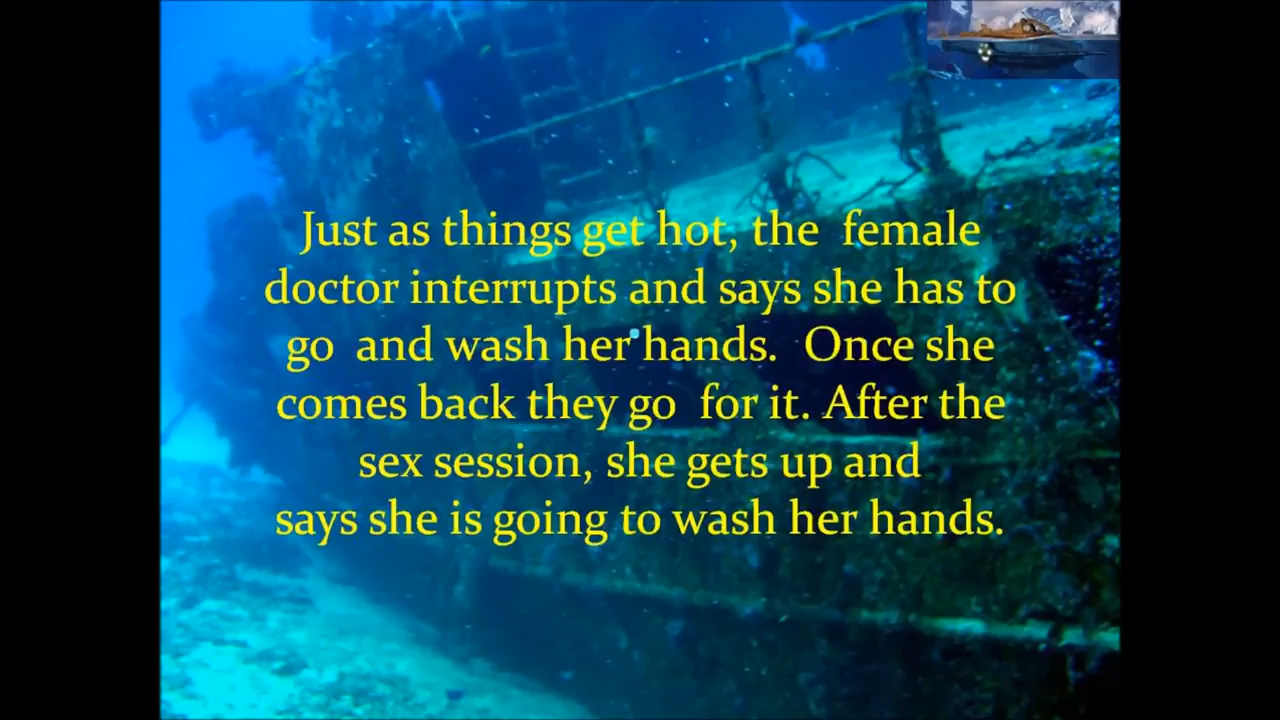 Just as things get hot, the female
doctor interrupts and says she has to
go and wash her hands. Once she
comes back they go for it. After the
sex session, she gets up and
says she is going to wash her hands.